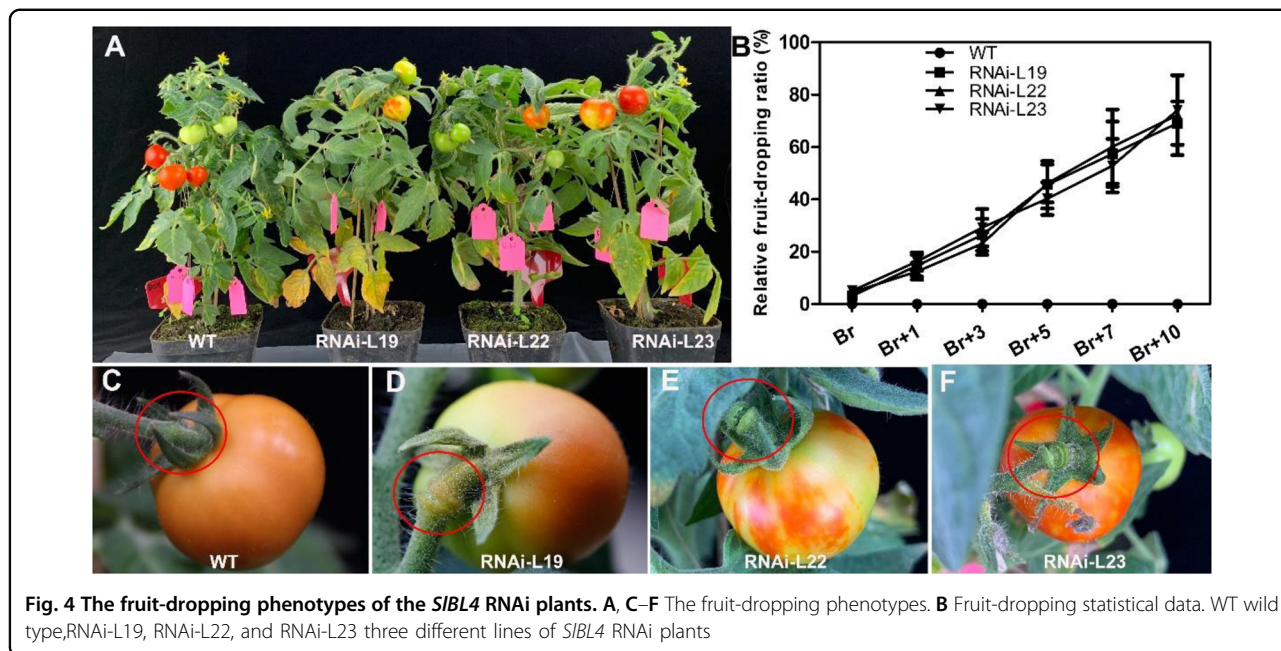 A
WT
RNAi-L19
RNAi-L22
RNAi-L23
B
Relative fruit-dropping ratio (%)
100
80
60
40
20
0
WT
RNAi-L19
RNAi-L22
RNAi-L23
Br
Br+1
Br+3
Br+5
Br+7
Br+10
C
WT
D
RNAi-L19
E
RNAi-L22
F
RNAi-L23
Fig. 4 The fruit-dropping phenotypes of the SlBL4 RNAi plants. A, C–F The fruit-dropping phenotypes. B Fruit-dropping statistical data. WT wild
type,RNAi-L19, RNAi-L22, and RNAi-L23 three different lines of SlBL4 RNAi plants